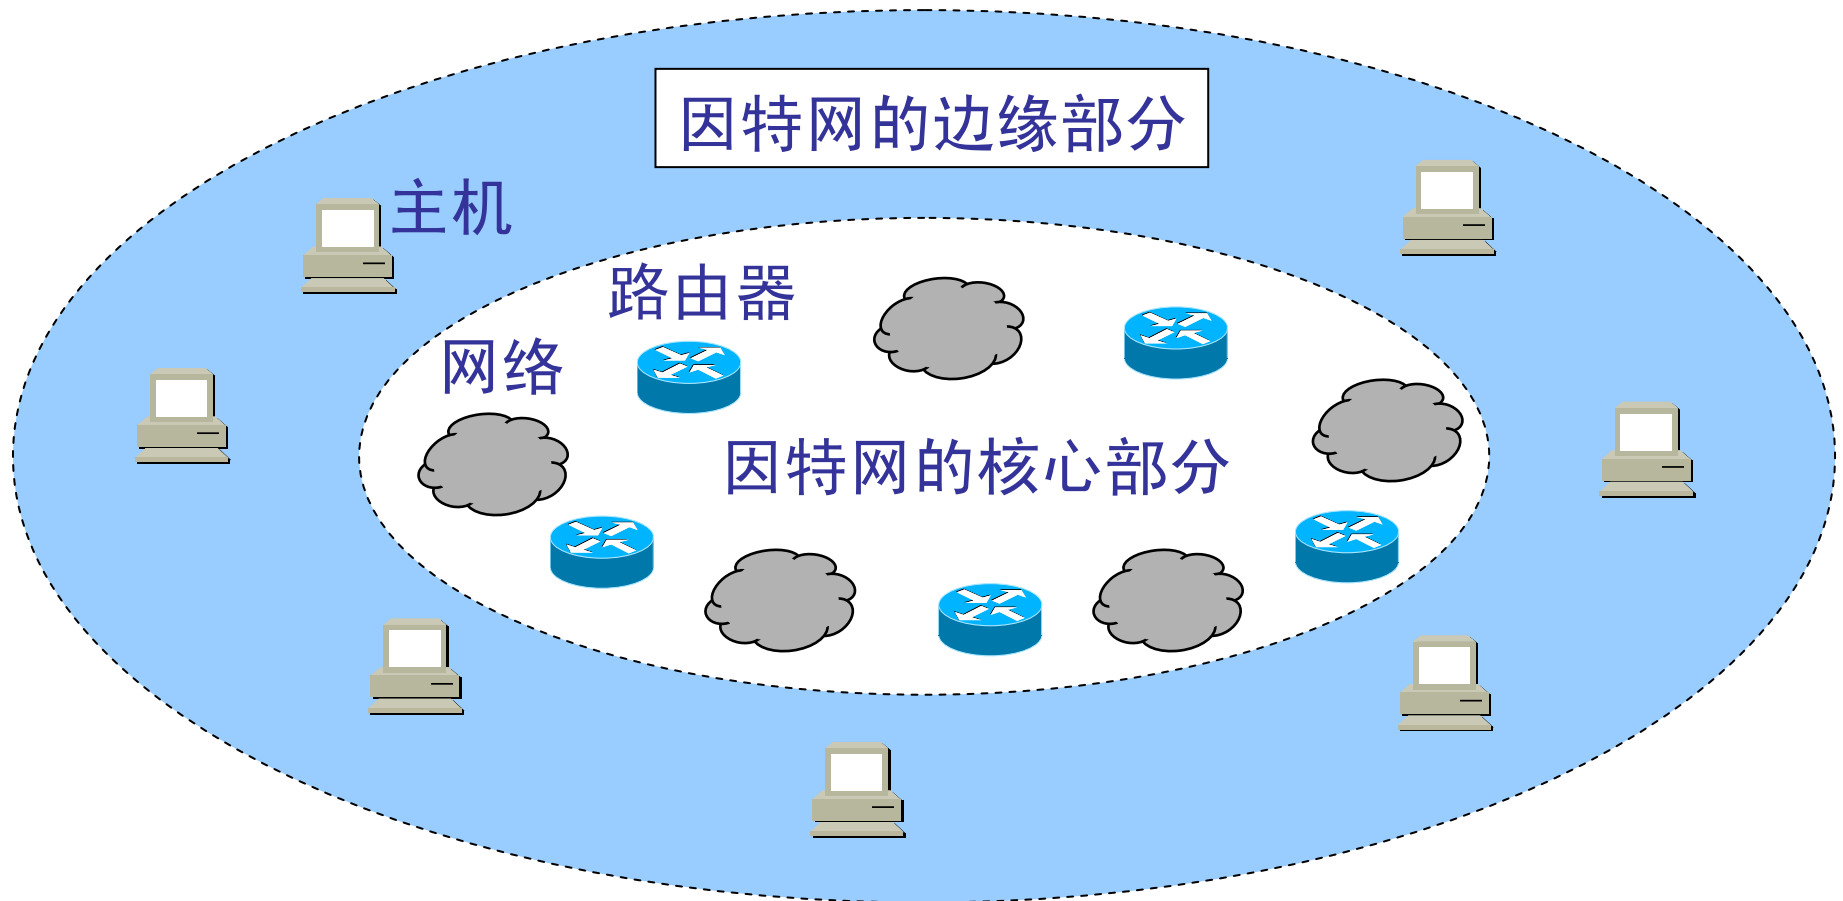 因特网的边缘部分
主机
路由器
网络
因特网的核心部分